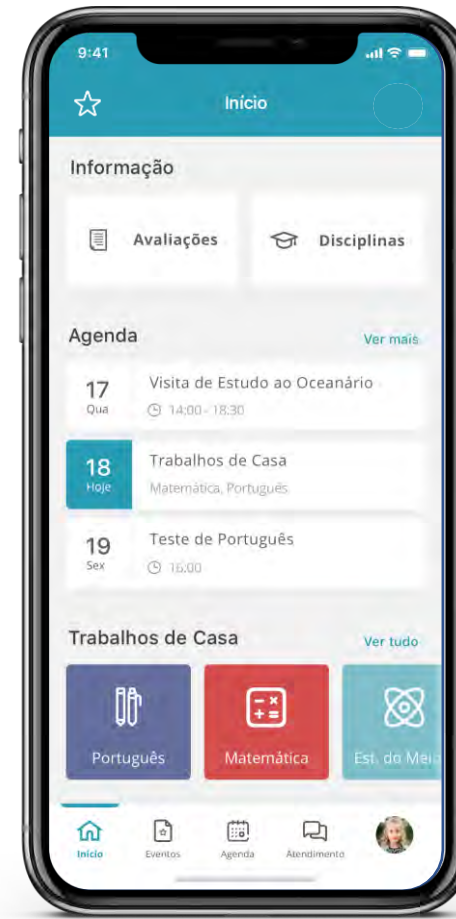 9:41
Início
Informação
Avaliações
Disciplinas
Agenda
Ver mais
17
Qua
Visita de Estudo ao Oceanário
14:00 - 18:30
18
Hoje
Trabalhos de Casa
Matemática, Português
19
Sex
Teste de Português
16:00
Trabalhos de Casa
Ver tudo
Português
Matemática
Est. do Meio
Início
Eventos
Agenda
Atendimento